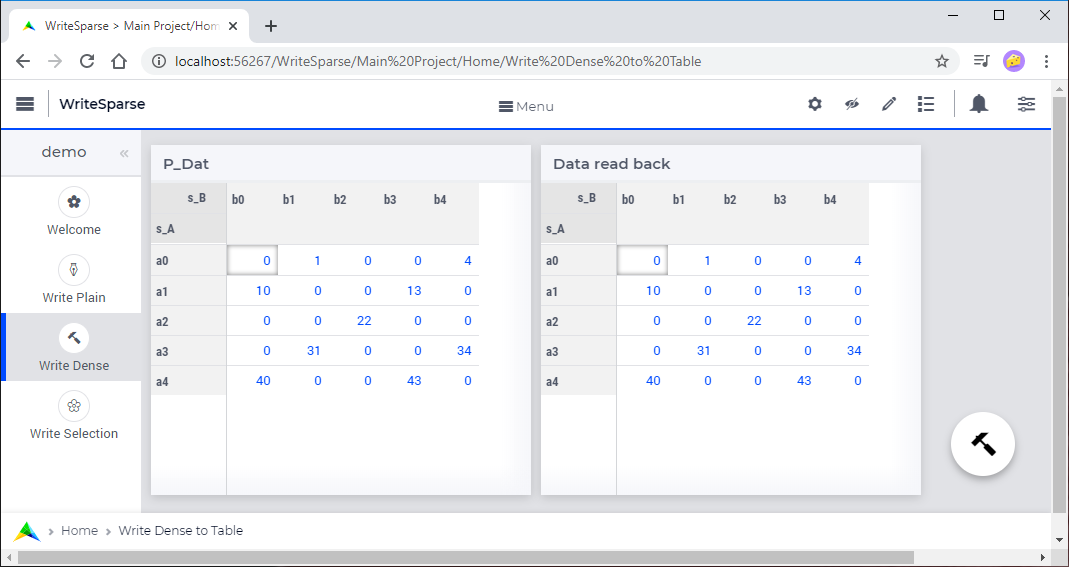 WriteSparse > Main Project/Hom
localhost:56267/WriteSparse/Main%20Project/Home/Write%20Dense%20to%20Table
WriteSparse
Menu
demo
Welcome
Write Plain
Write Dense
Write Selection
P_Dat
s_B b0 b1 b2 b3 b4
s_A
a0 0 1 0 0 4
a1 10 0 0 13 0
a2 0 0 22 0 0
a3 0 31 0 0 34
a4 40 0 0 43 0
Data read back
s_B b0 b1 b2 b3 b4
s_A
a0 0 1 0 0 4
a1 10 0 0 13 0
a2 0 0 22 0 0
a3 0 31 0 0 34
a4 40 0 0 43 0
Home > Write Dense to Table